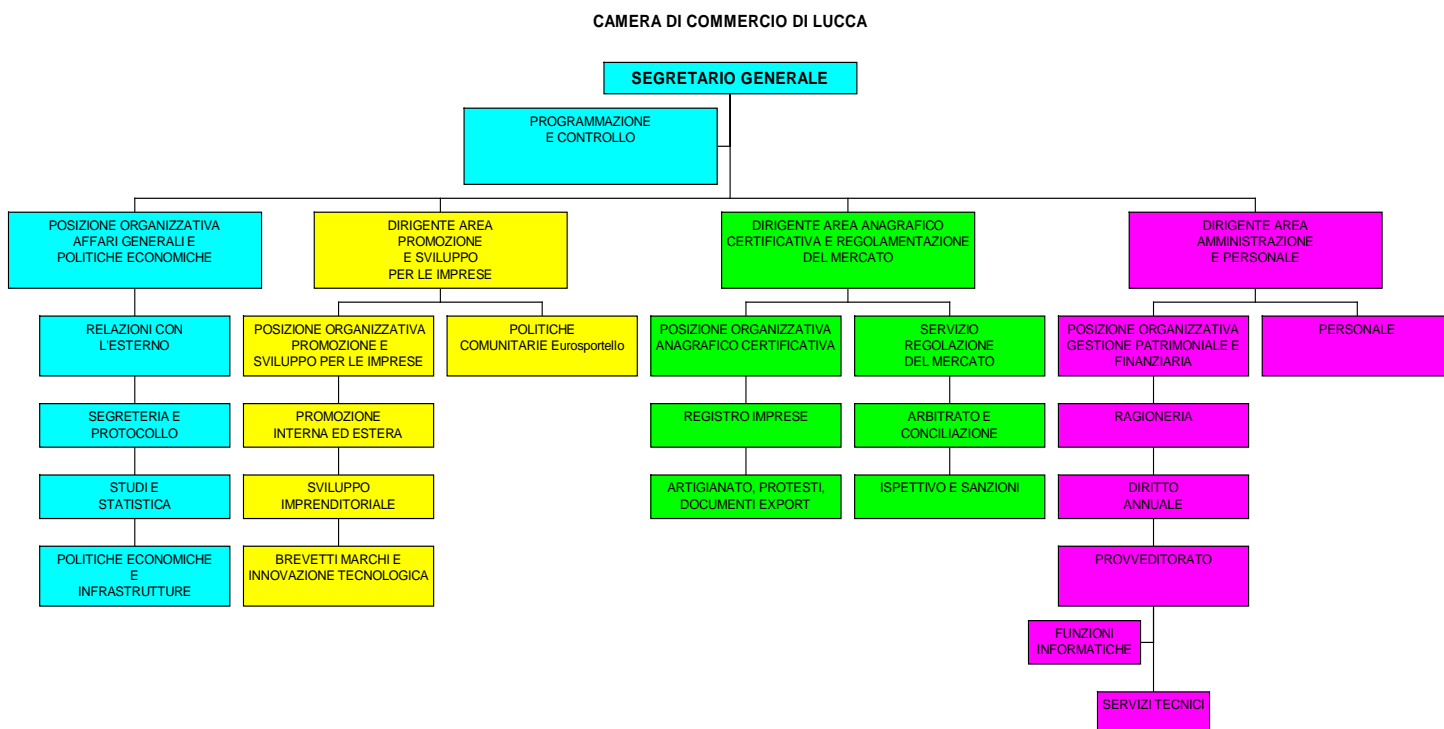 CAMERA DI COMMERCIO DI LUCCA
SEGRETARIO GENERALE
PROGRAMMAZIONE
E CONTROLLO
POSIZIONE ORGANIZZATIVA
AFFARI GENERALI E
POLITICHE ECONOMICHE
DIRIGENTE AREA
PROMOZIONE
E SVILUPPO
PER LE IMPRESE
DIRIGENTE AREA ANAGRAFICO
CERTIFICATIVA E REGOLAMENTAZIONE
DEL MERCATO
DIRIGENTE AREA
AMMINISTRAZIONE
E PERSONALE
RELAZIONI CON
L'ESTERNO
POSIZIONE ORGANIZZATIVA
PROMOZIONE E
SVILUPPO PER LE IMPRESE
POLITICHE
COMUNITARIE Eurosportello
POSIZIONE ORGANIZZATIVA
ANAGRAFICO CERTIFICATIVA
SERVIZIO
REGOLAZIONE
DEL MERCATO
POSIZIONE ORGANIZZATIVA
GESTIONE PATRIMONIALE E
FINANZIARIA
PERSONALE
SEGRETERIA E
PROTOCOLLO
PROMOZIONE
INTERNA ED ESTERA
REGISTRO IMPRESE
ARBITRATO E
CONCILIAZIONE
RAGIONERIA
STUDI E
STATISTICA
SVILUPPO
IMPRENDITORIALE
ARTIGIANATO, PROTESTI,
DOCUMENTI EXPORT
ISPETTIVO E SANZIONI
DIRITTO
ANNUALE
POLITICHE ECONOMICHE
E
INFRASTRUTTURE
BREVETTI MARCHI E
INNOVAZIONE TECNOLOGICA
PROVVEDITORATO
FUNZIONI
INFORMATICHE
SERVIZI TECNICI